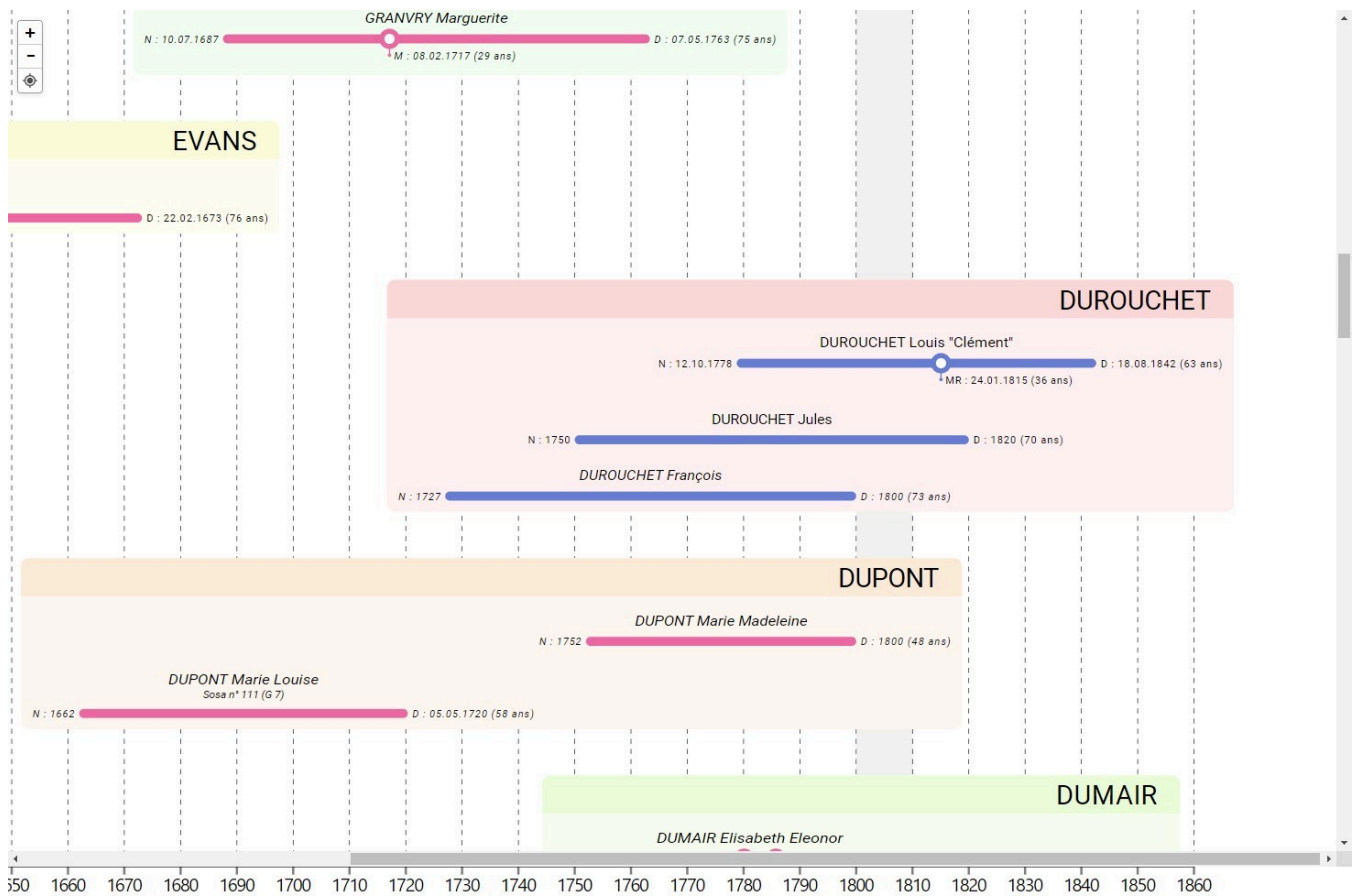 +
−
GRANVRY Marguerite
N : 10.07.1687 D : 07.05.1763 (75 ans)
M : 08.02.1717 (29 ans)
EVANS
D : 22.02.1673 (76 ans)
DUROUCHET
DUROUCHET Louis "Clément"
N : 12.10.1778 D : 18.08.1842 (63 ans)
MR : 24.01.1815 (36 ans)
DUROUCHET Jules
N : 1750 D : 1820 (70 ans)
DUROUCHET François
N : 1727 D : 1800 (73 ans)
DUPONT
DUPONT Marie Madeleine
N : 1752 D : 1800 (48 ans)
DUPONT Marie Louise
Sosa n° 111 (G 7)
N : 1662 D : 05.05.1720 (58 ans)
DUMAIR
DUMAIR Elisabeth Eleonor
650 1660 1670 1680 1690 1700 1710 1720 1730 1740 1750 1760 1770 1780 1790 1800 1810 1820 1830 1840 1850 1860